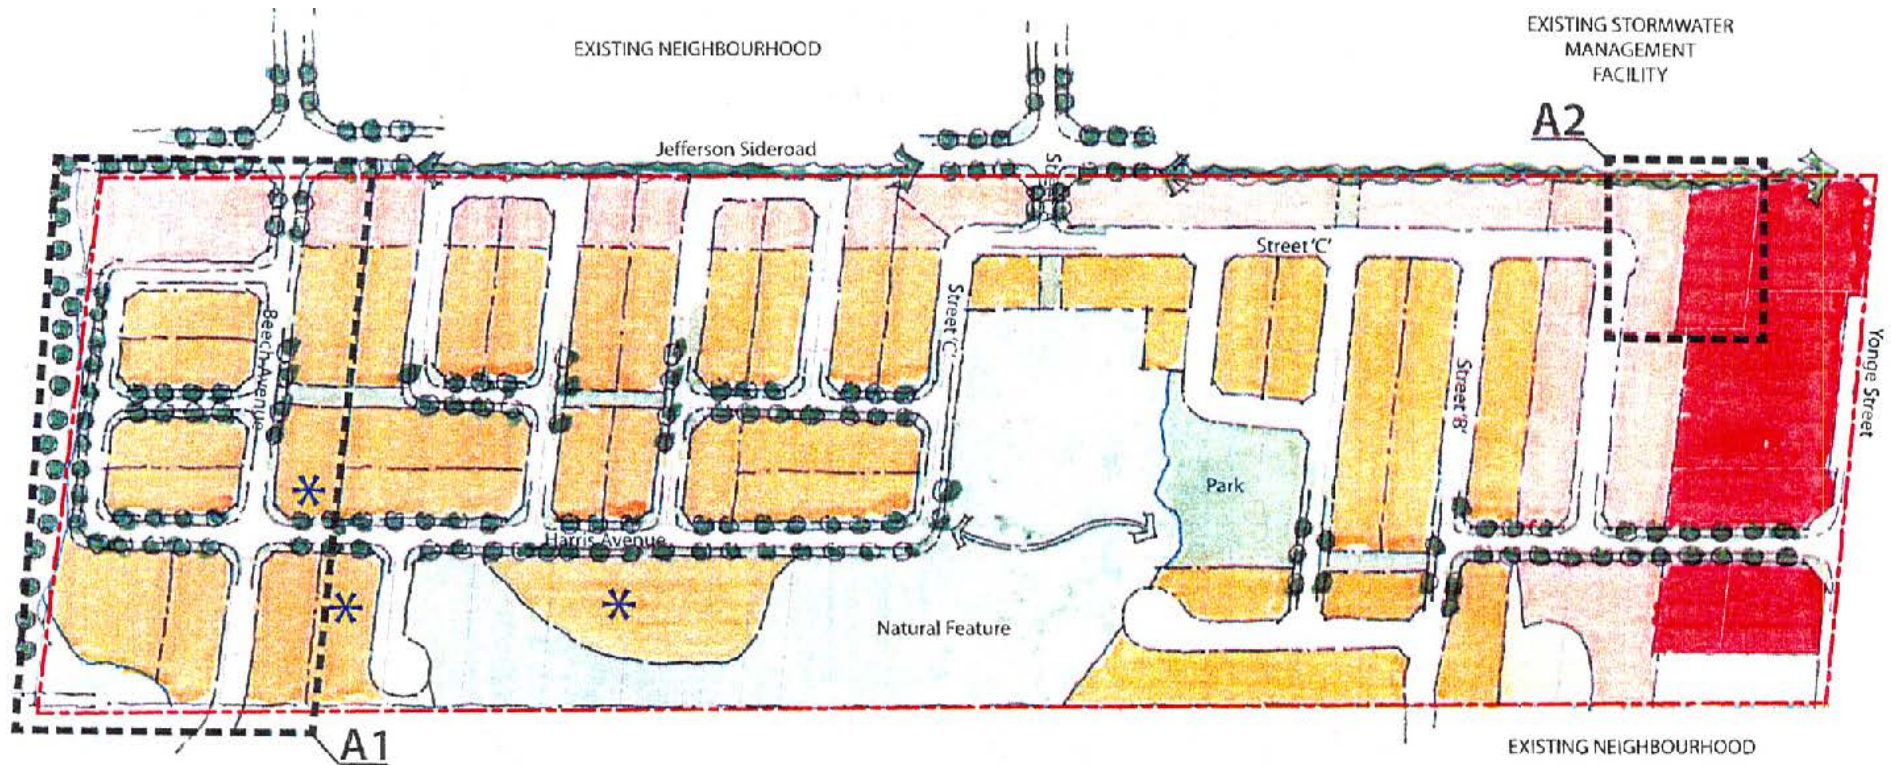 EXISTING NEIGHBOURHOOD
EXISTING STORMWATER
MANAGEMENT
FACILITY
A2
Jefferson Sideroad
Street 'C'
Street 'C'
Beech Avenue
Street 'B'
Yonge Street
Park
Harris Avenue
Natural Feature
A1
EXISTING NEIGHBOURHOOD